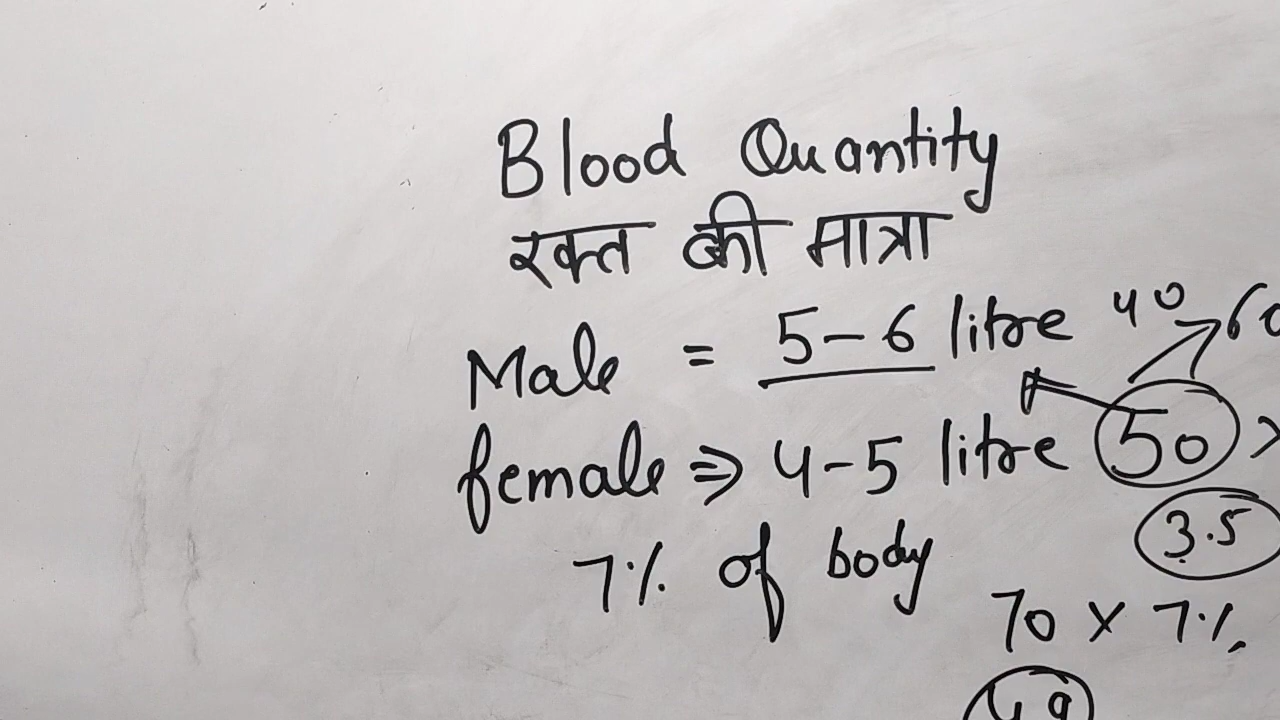 Blood Quantity
रक्त की मात्रा
Male = 5-6 litre 40
female ⇒ 4-5 litre 50 ×
3.5
7% of body
70 × 7%